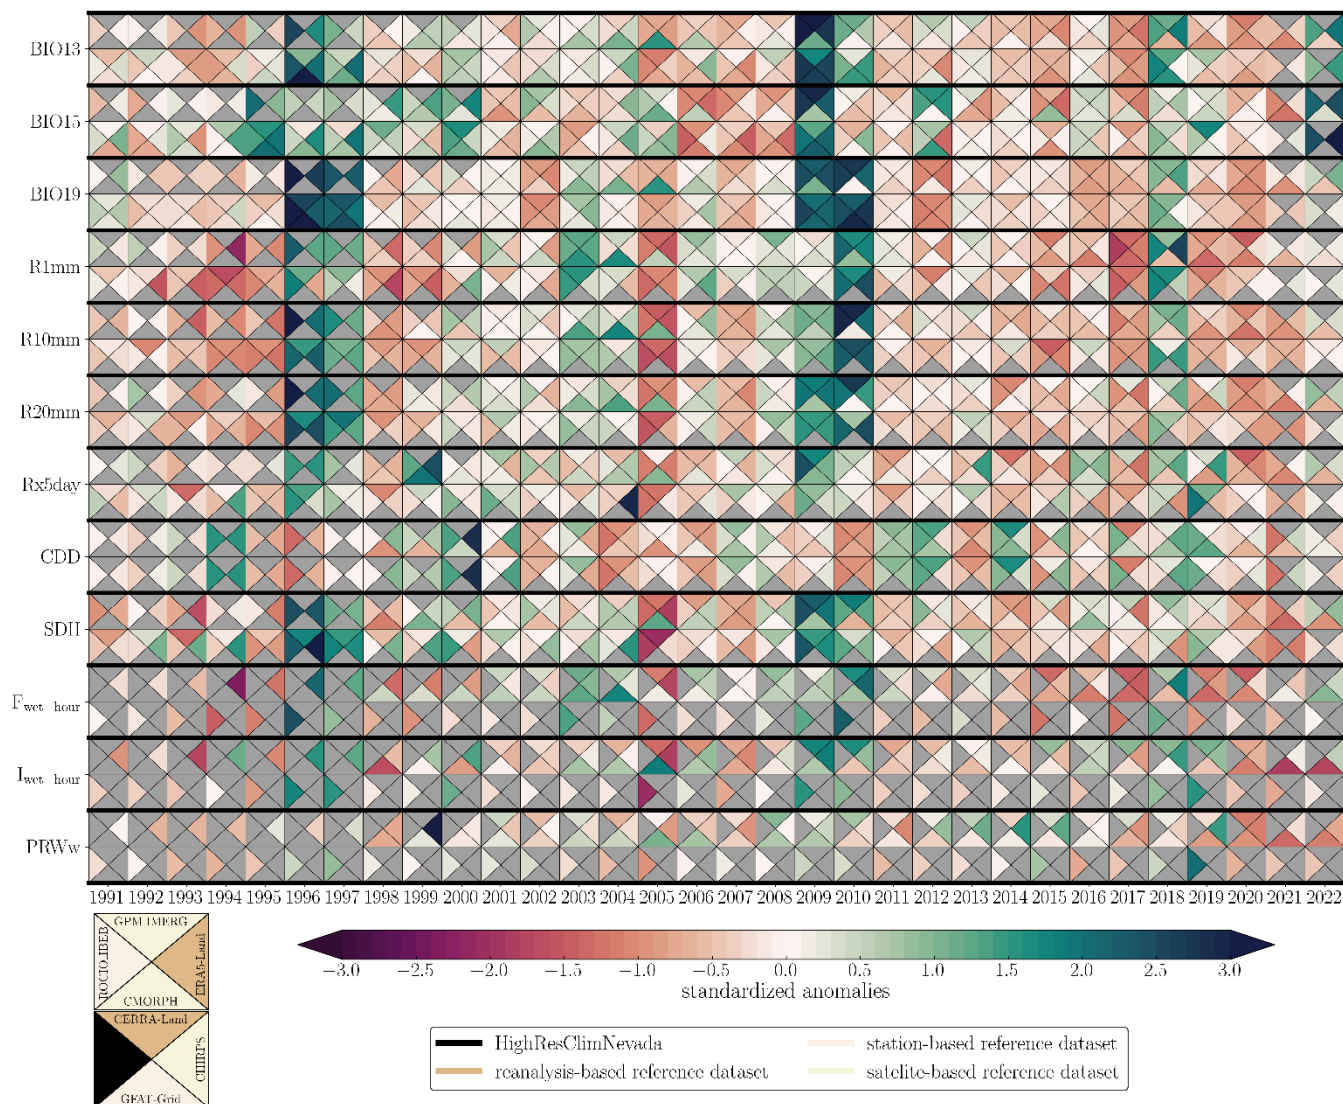 BIO13
BIO15
BIO19
R1mm
R10mm
R20mm
Rx5day
CDD
SDII
Fwet hour
Iwet hour
PRWw
1991 1992 1993 1994 1995 1996 1997 1998 1999 2000 2001 2002 2003 2004 2005 2006 2007 2008 2009 2010 2011 2012 2013 2014 2015 2016 2017 2018 2019 2020 2021 2022
GPM IMERG
ROCIO_IBEB
ERA5-Land
CMORPH
CERRA-Land
CHIRPS
GFAT-Grid
−3.0 −2.5 −2.0 −1.5 −1.0 −0.5 0.0 0.5 1.0 1.5 2.0 2.5 3.0
standardized anomalies
HighResClimNevada
station-based reference dataset
reanalysis-based reference dataset
satelite-based reference dataset